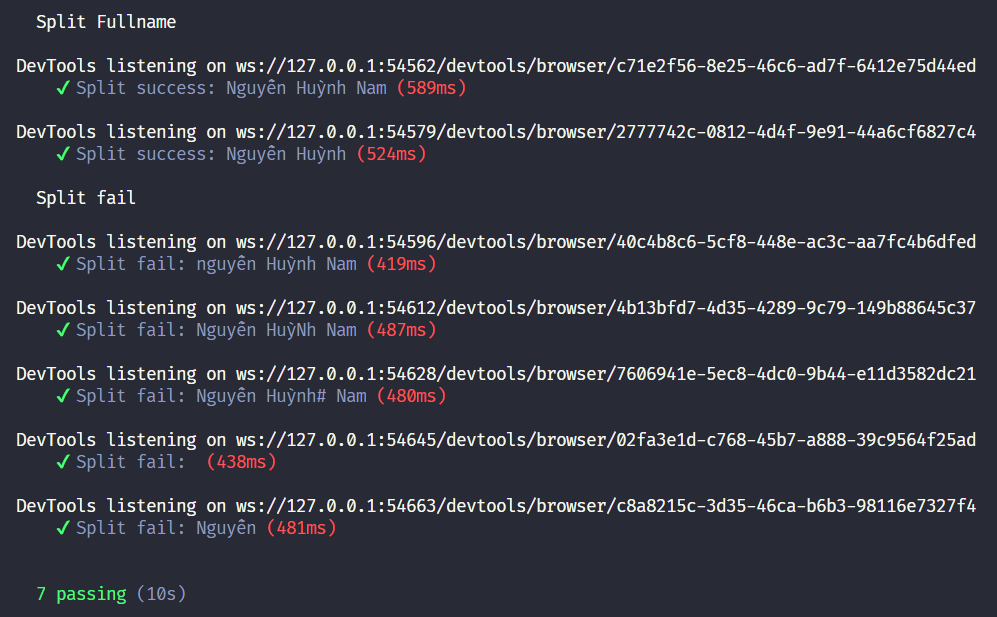 Split Fullname
DevTools listening on ws://127.0.0.1:54562/devtools/browser/c71e2f56-8e25-46c6-ad7f-6412e75d44ed
✓ Split success: Nguyễn Huỳnh Nam (589ms)
DevTools listening on ws://127.0.0.1:54579/devtools/browser/2777742c-0812-4d4f-9e91-44a6cf6827c4
✓ Split success: Nguyễn Huỳnh (524ms)
Split fail
DevTools listening on ws://127.0.0.1:54596/devtools/browser/40c4b8c6-5cf8-448e-ac3c-aa7fc4b6dfed
✓ Split fail: nguyễn Huỳnh Nam (419ms)
DevTools listening on ws://127.0.0.1:54612/devtools/browser/4b13bfd7-4d35-4289-9c79-149b88645c37
✓ Split fail: Nguyễn HuỳNh Nam (487ms)
DevTools listening on ws://127.0.0.1:54628/devtools/browser/7606941e-5ec8-4dc0-9b44-e11d3582dc21
✓ Split fail: Nguyễn Huỳnh# Nam (480ms)
DevTools listening on ws://127.0.0.1:54645/devtools/browser/02fa3e1d-c768-45b7-a888-39c9564f25ad
✓ Split fail:  (438ms)
DevTools listening on ws://127.0.0.1:54663/devtools/browser/c8a8215c-3d35-46ca-b6b3-98116e7327f4
✓ Split fail: Nguyễn (481ms)
7 passing (10s)